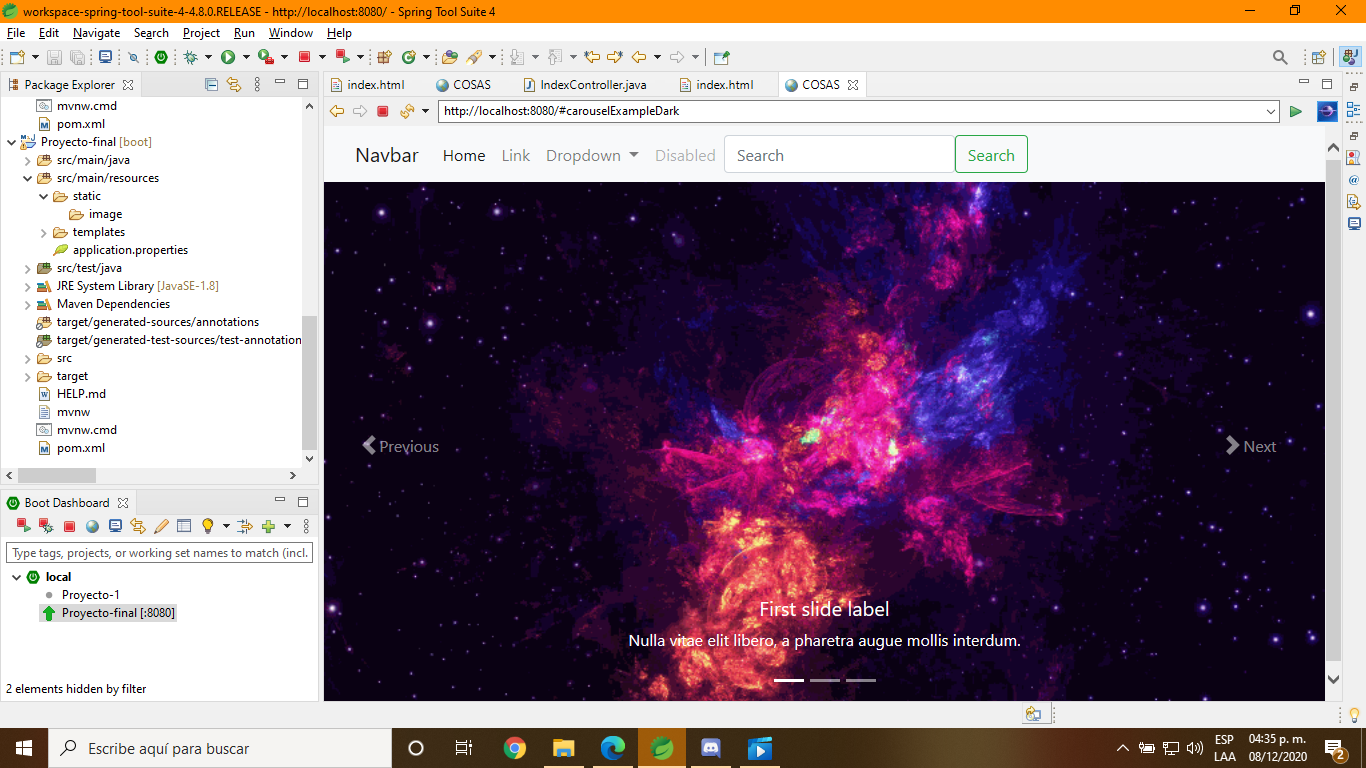 workspace-spring-tool-suite-4-4.8.0.RELEASE - http://localhost:8080/ - Spring Tool Suite 4
File Edit Navigate Search Project Run Window Help
Package Explorer
mvnw.cmd
pom.xml
Proyecto-final [boot]
src/main/java
src/main/resources
static
image
templates
application.properties
src/test/java
JRE System Library [JavaSE-1.8]
Maven Dependencies
target/generated-sources/annotations
target/generated-test-sources/test-annotation
src
target
HELP.md
mvnw
mvnw.cmd
pom.xml
Boot Dashboard
Type tags, projects, or working set names to match (incl.
local
Proyecto-1
Proyecto-final [:8080]
2 elements hidden by filter
index.html COSAS IndexController.java index.html COSAS
http://localhost:8080/#carouselExampleDark
Navbar Home Link Dropdown Disabled Search Search
Previous Next
First slide label
Nulla vitae elit libero, a pharetra augue mollis interdum.
Escribe aquí para buscar
ESP 04:35 p. m.
LAA 08/12/2020 2